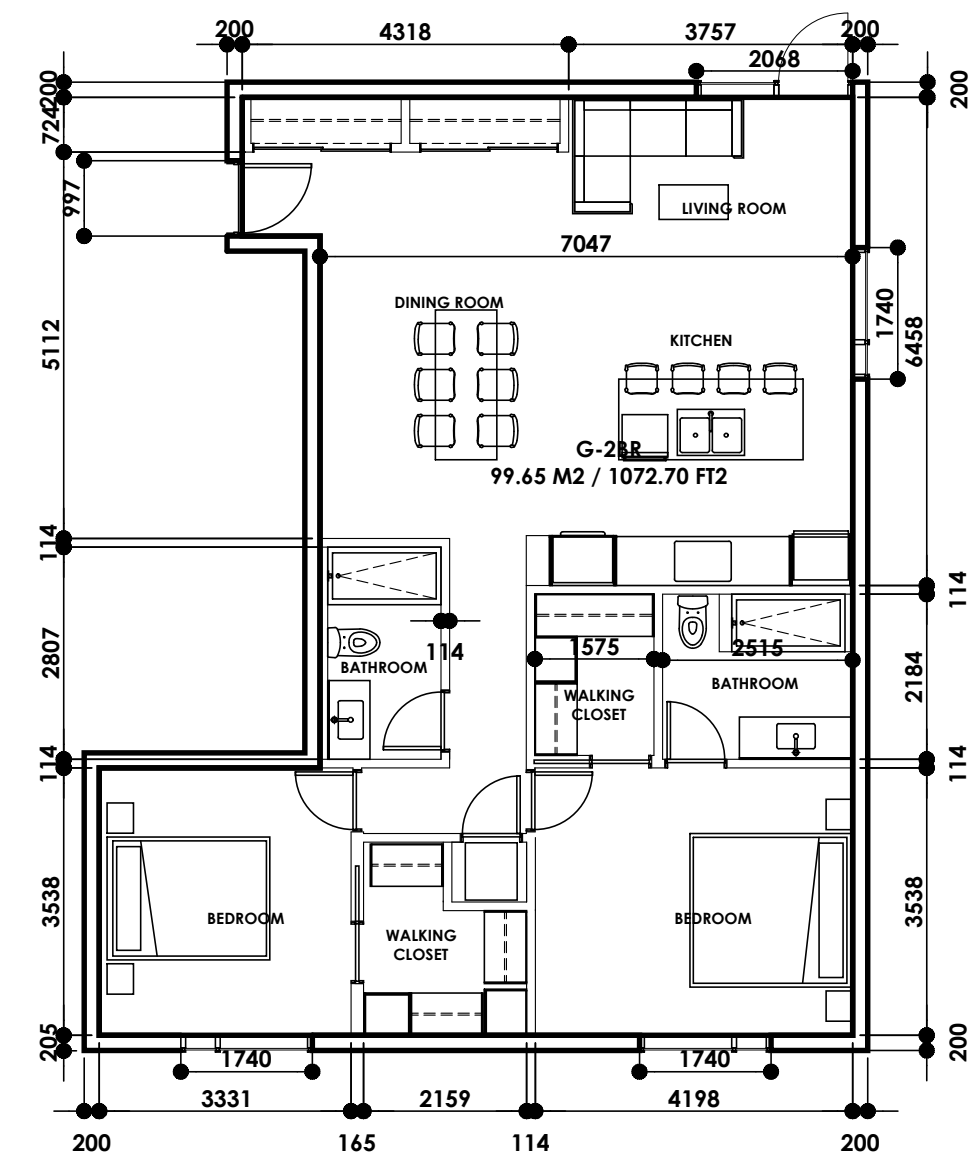 200
4318
3757
200
2068
200
200
724
997
LIVING ROOM
7047
DINING ROOM
1740
6458
5112
KITCHEN
G-2BR
99.65 M2 / 1072.70 FT2
114
114
2807
114
1575
2515
BATHROOM
BATHROOM
2184
WALKING
CLOSET
114
114
3538
BEDROOM
BEDROOM
3538
WALKING
CLOSET
205
200
1740
1740
3331
2159
4198
200
165
114
200